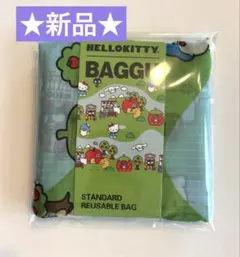 ★新品★
HELLO KITTY
BAGGU
STANDARD
REUSABLE BAG